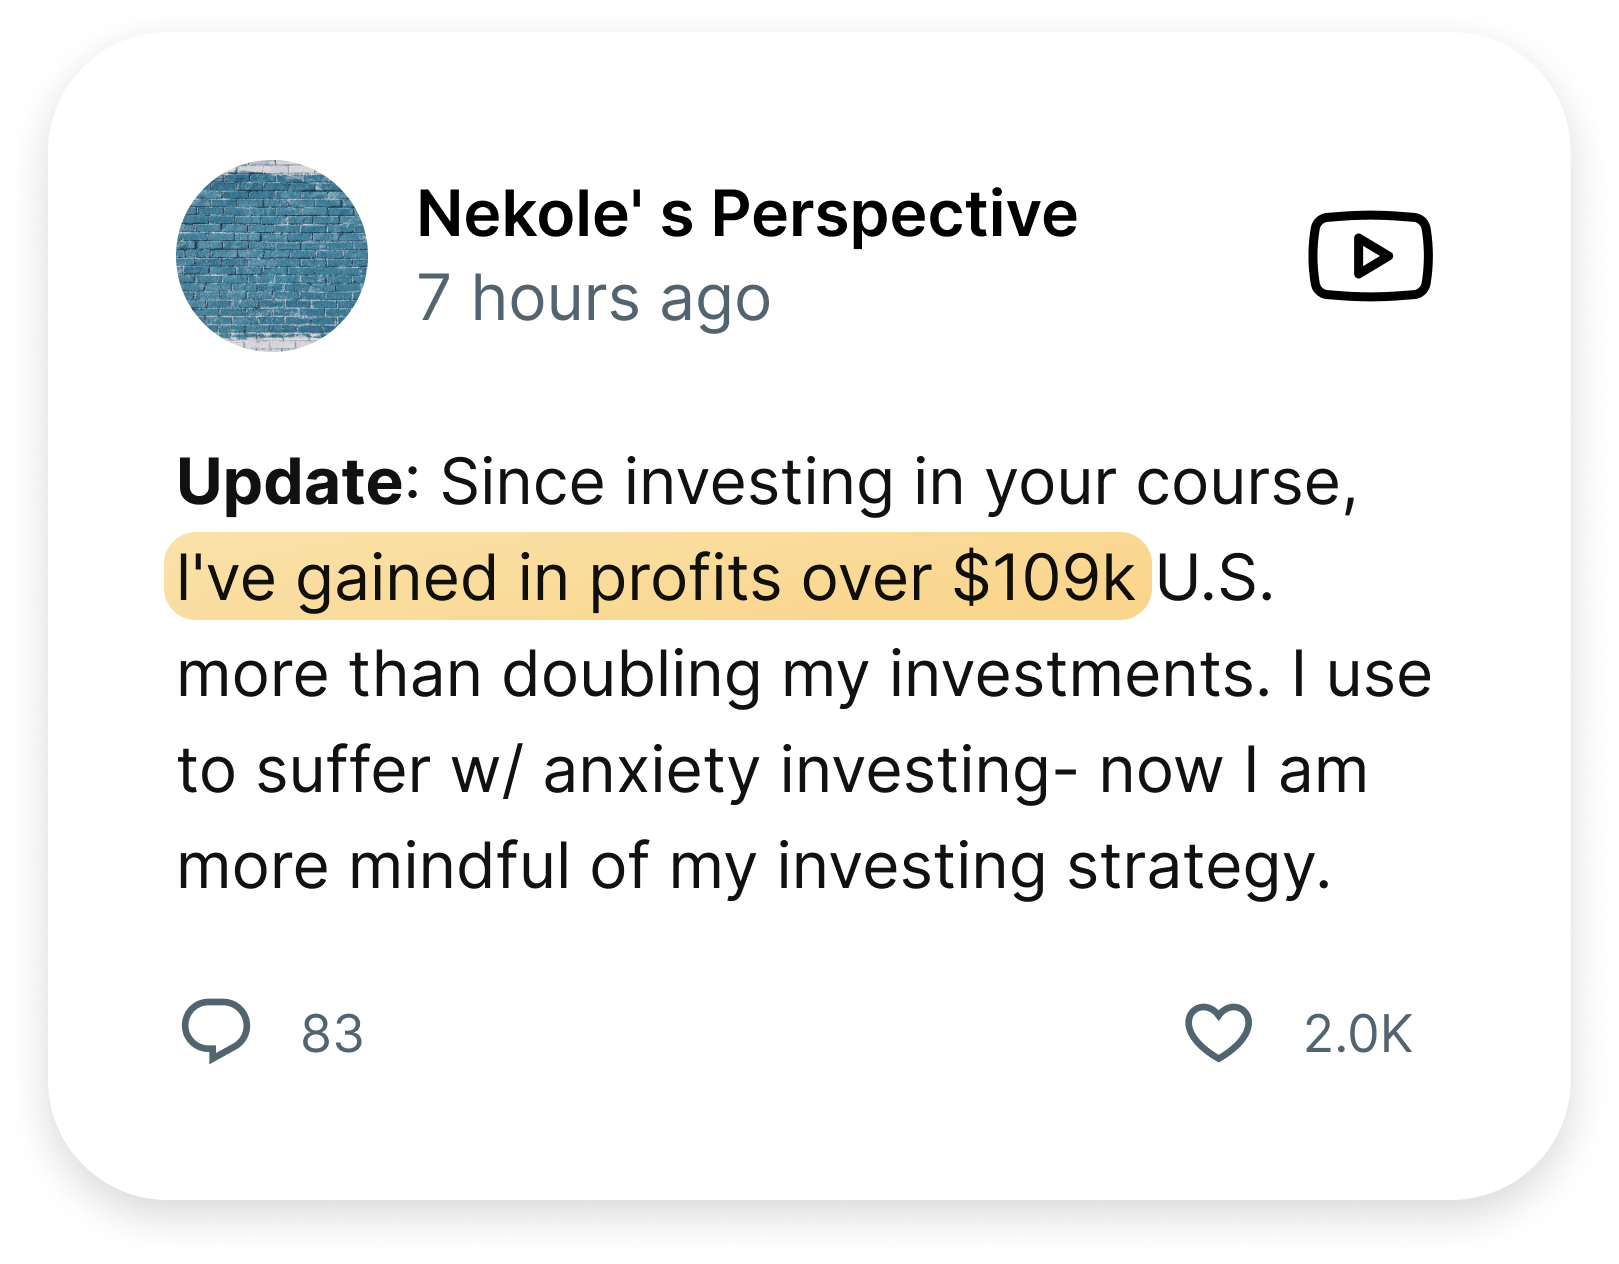 Nekole' s Perspective
7 hours ago
Update: Since investing in your course,
I've gained in profits over $109k U.S.
more than doubling my investments. I use
to suffer w/ anxiety investing- now I am
more mindful of my investing strategy.
83
2.0K